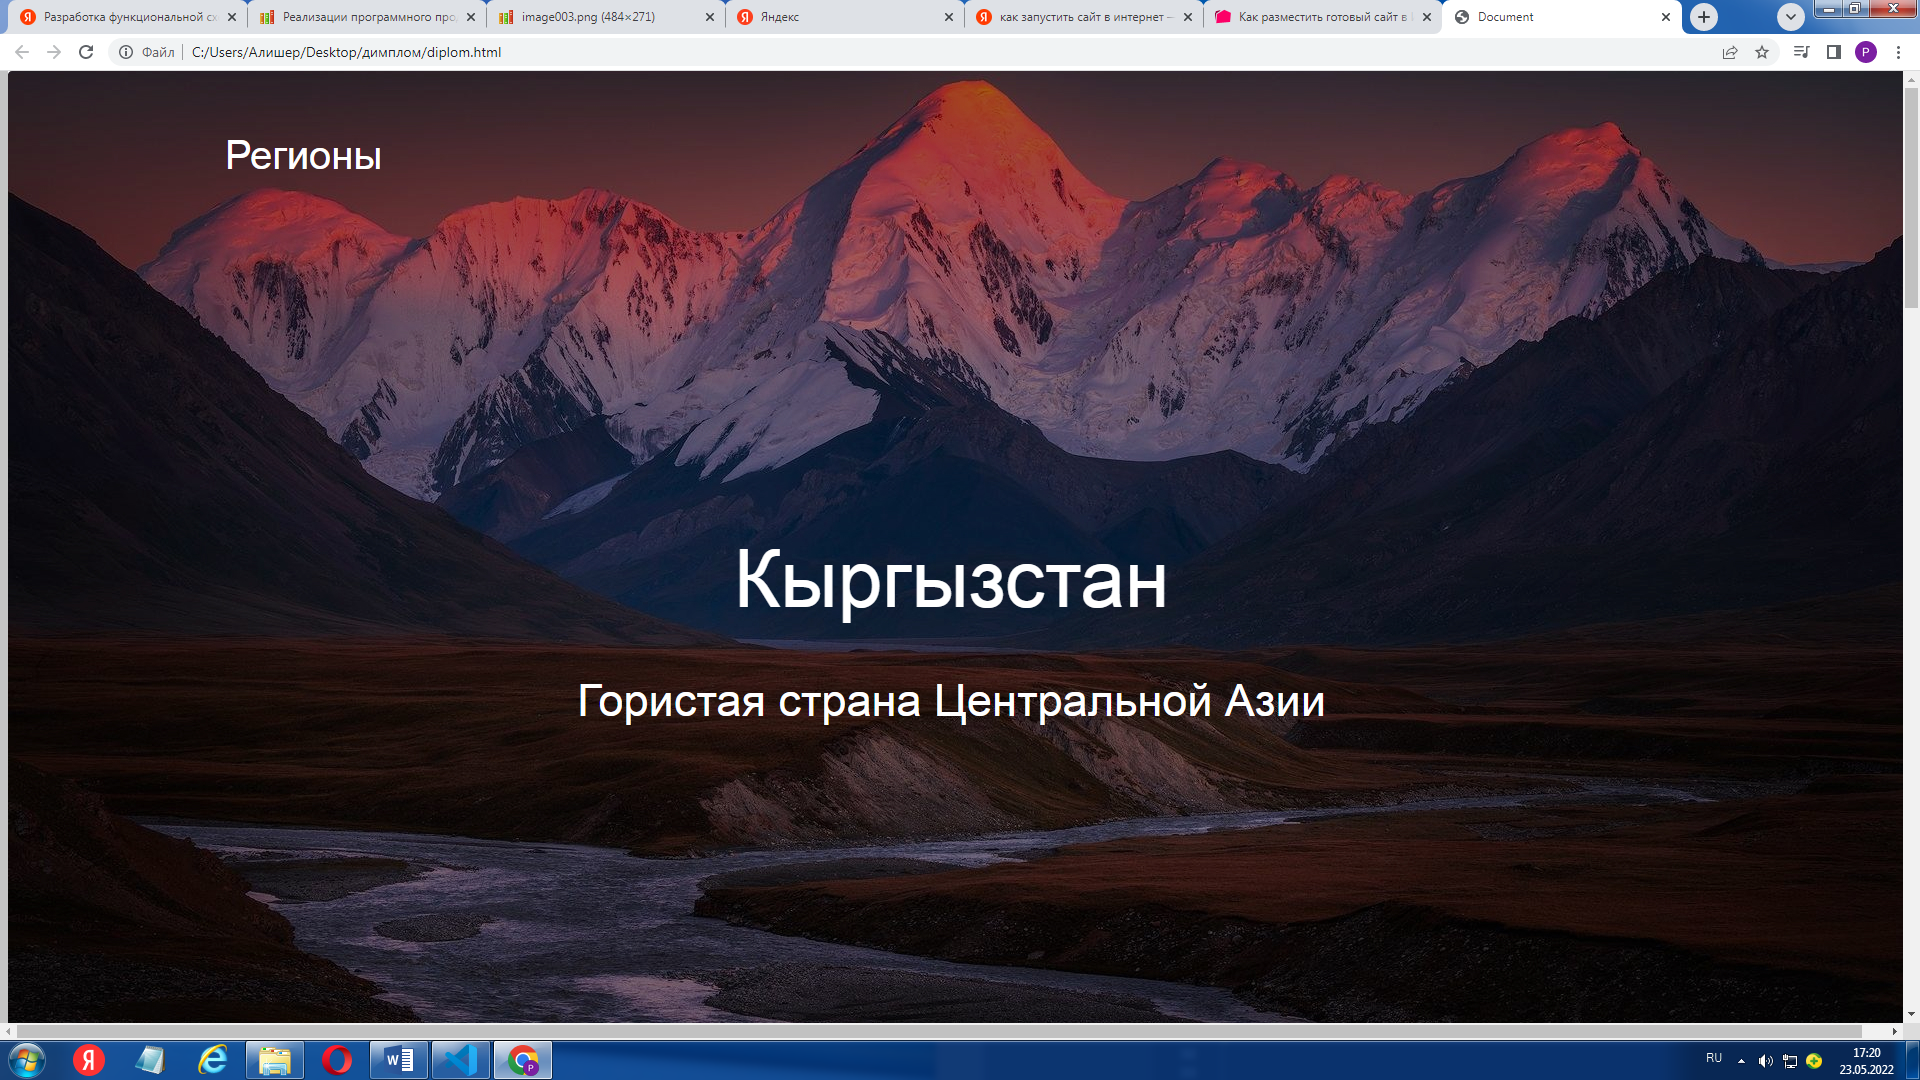 Разработка функциональной сх
Реализации программного про
image003.png (484×271)
Яндекс
как запустить сайт в интернет –
Как разместить готовый сайт в
Document
Файл
C:/Users/Алишер/Desktop/димплом/diplom.html
P
Регионы
Кыргызстан
Гористая страна Центральной Азии
RU
17:20
23.05.2022